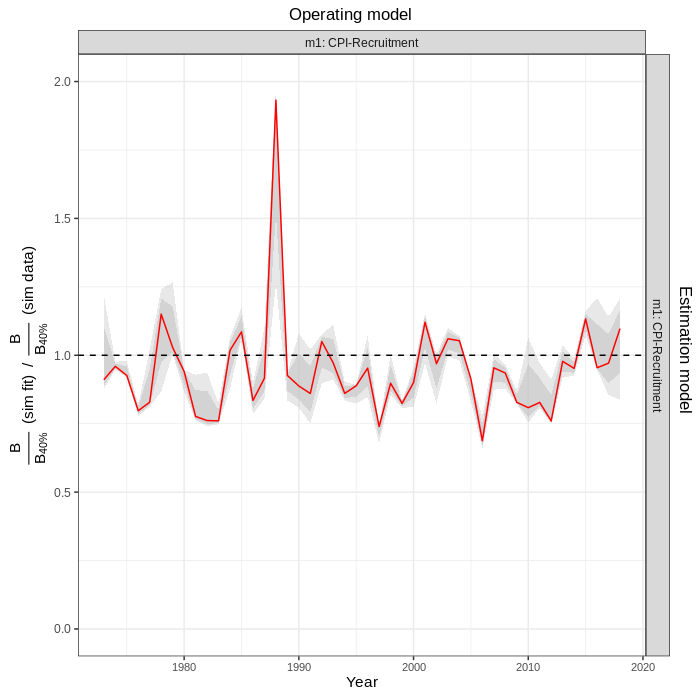 Operating model
m1: CPI-Recruitment
2.0
1.5
1.0
0.5
0.0
B/B40% (sim fit) / B/B40% (sim data)
m1: CPI-Recruitment
Estimation model
1980
1990
2000
2010
2020
Year